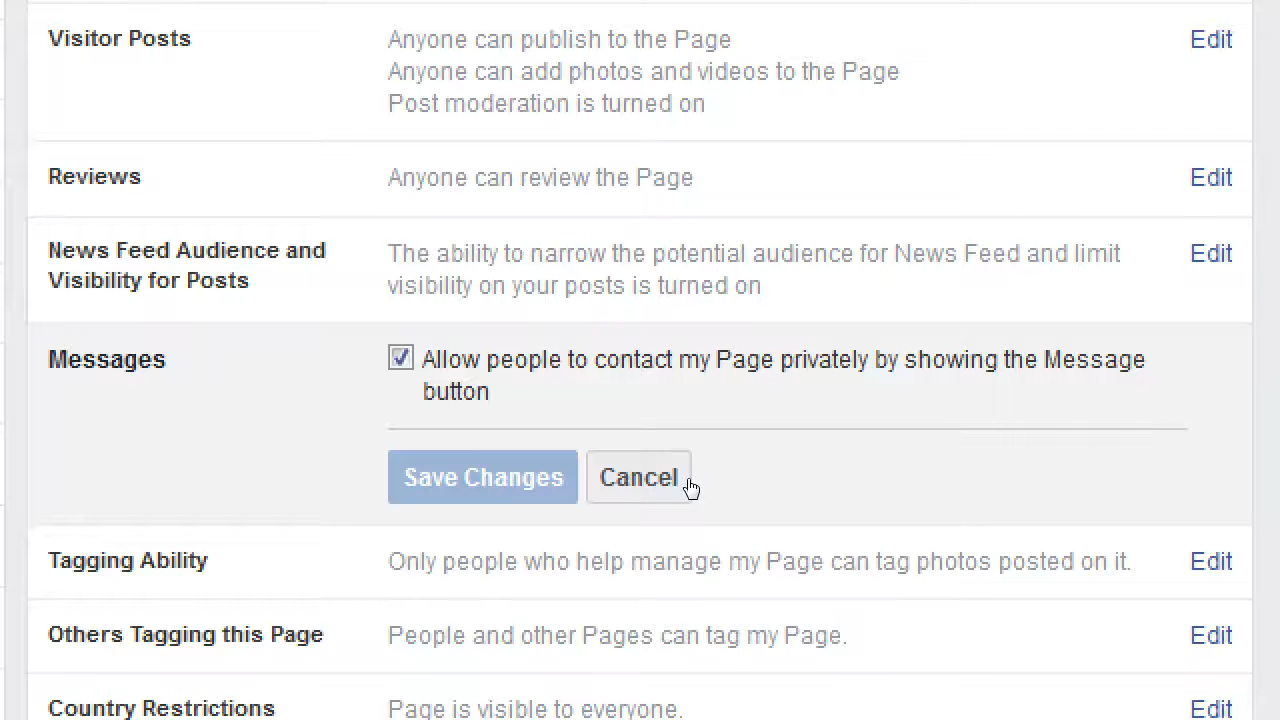 Visitor Posts
Anyone can publish to the Page
Edit
Anyone can add photos and videos to the Page
Post moderation is turned on
Reviews
Anyone can review the Page
Edit
News Feed Audience and
Visibility for Posts
The ability to narrow the potential audience for News Feed and limit
visibility on your posts is turned on
Edit
Messages
Allow people to contact my Page privately by showing the Message
button
Save Changes
Cancel
Tagging Ability
Only people who help manage my Page can tag photos posted on it.
Edit
Others Tagging this Page
People and other Pages can tag my Page.
Edit
Country Restrictions
Page is visible to everyone.
Edit